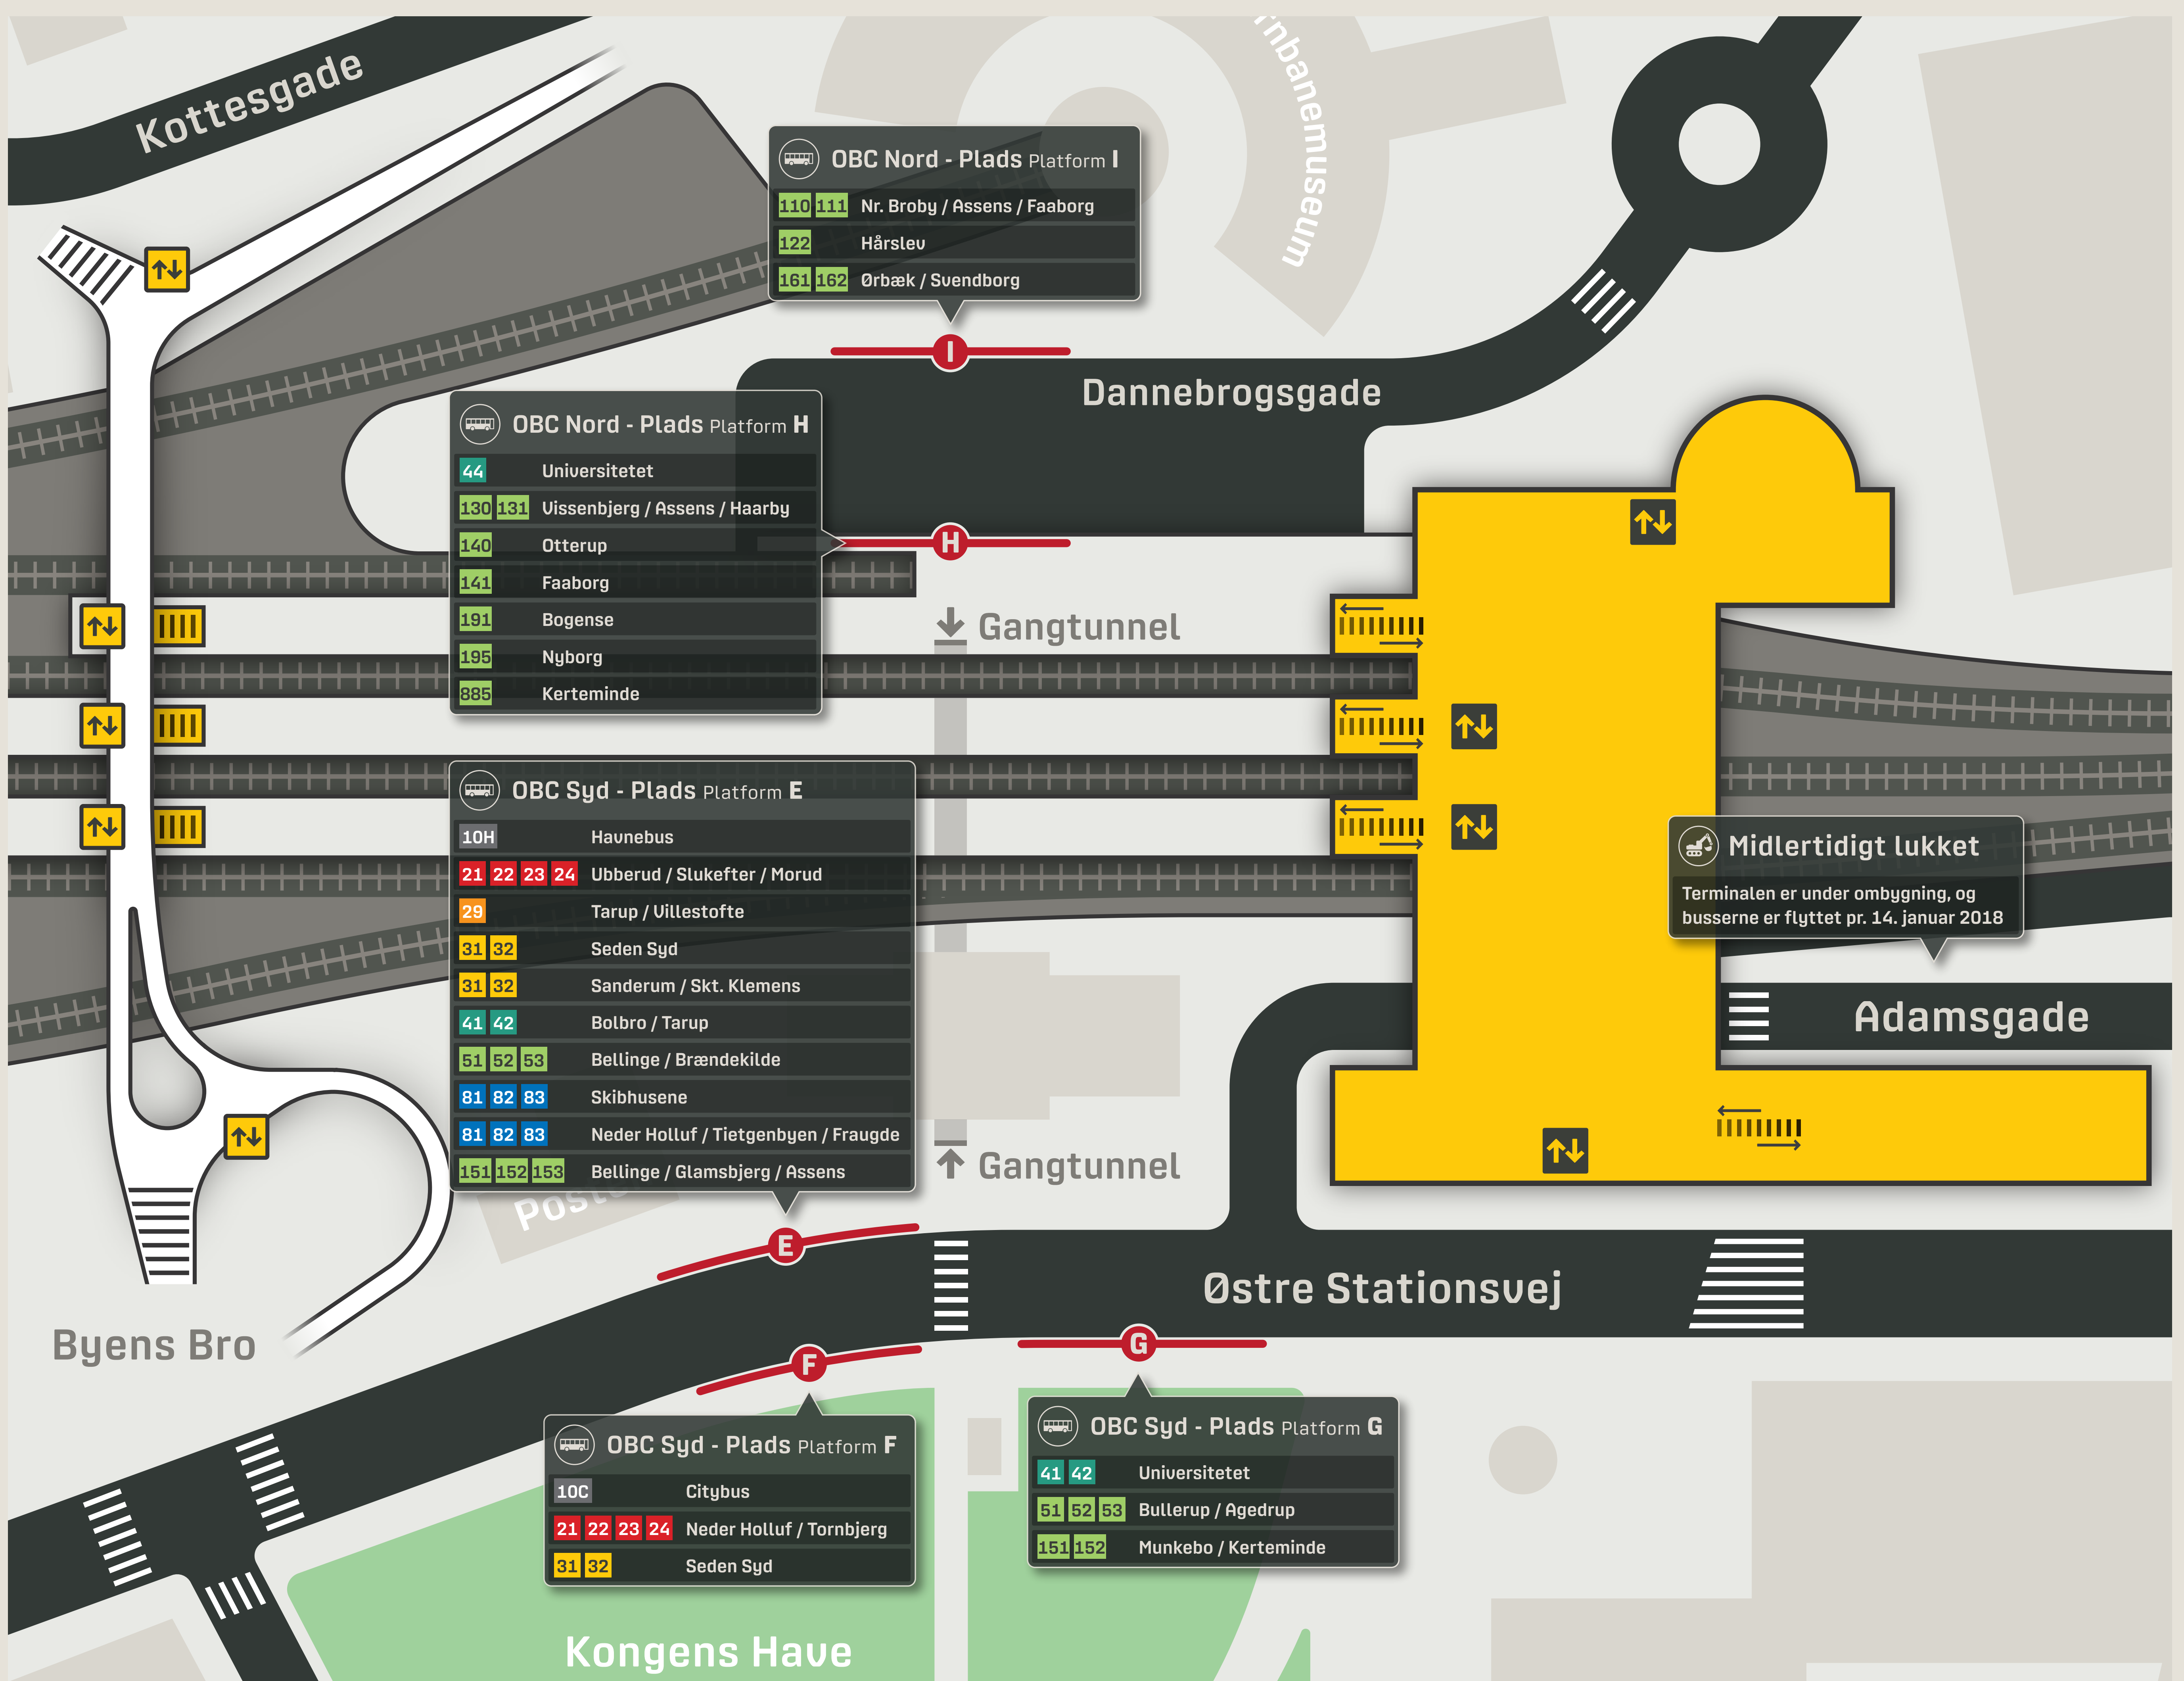 Kottesgade
rnbanemuseum
OBC Nord - Plads Platform I
110 111 Nr. Broby / Assens / Faaborg
122 Hårslev
161 162 Ørbæk / Svendborg
I
Dannebrogsgade
OBC Nord - Plads Platform H
44 Universitetet
130 131 Vissenbjerg / Assens / Haarby
140 Otterup
141 Faaborg
191 Bogense
195 Nyborg
885 Kerteminde
H
Gangtunnel
OBC Syd - Plads Platform E
10H Havnebus
21 22 23 24 Ubberud / Slukefter / Morud
29 Tarup / Villestofte
31 32 Seden Syd
31 32 Sanderum / Skt. Klemens
41 42 Bolbro / Tarup
51 52 53 Bellinge / Brændekilde
81 82 83 Skibhusene
81 82 83 Neder Holluf / Tietgenbyen / Fraugde
151 152 153 Bellinge / Glamsbjerg / Assens
Midlertidigt lukket
Terminalen er under ombygning, og
busserne er flyttet pr. 14. januar 2018
Adamsgade
Gangtunnel
E
Østre Stationsvej
Byens Bro
F
G
OBC Syd - Plads Platform F
10C Citybus
21 22 23 24 Neder Holluf / Tornbjerg
31 32 Seden Syd
OBC Syd - Plads Platform G
41 42 Universitetet
51 52 53 Bullerup / Agedrup
151 152 Munkebo / Kerteminde
Kongens Have